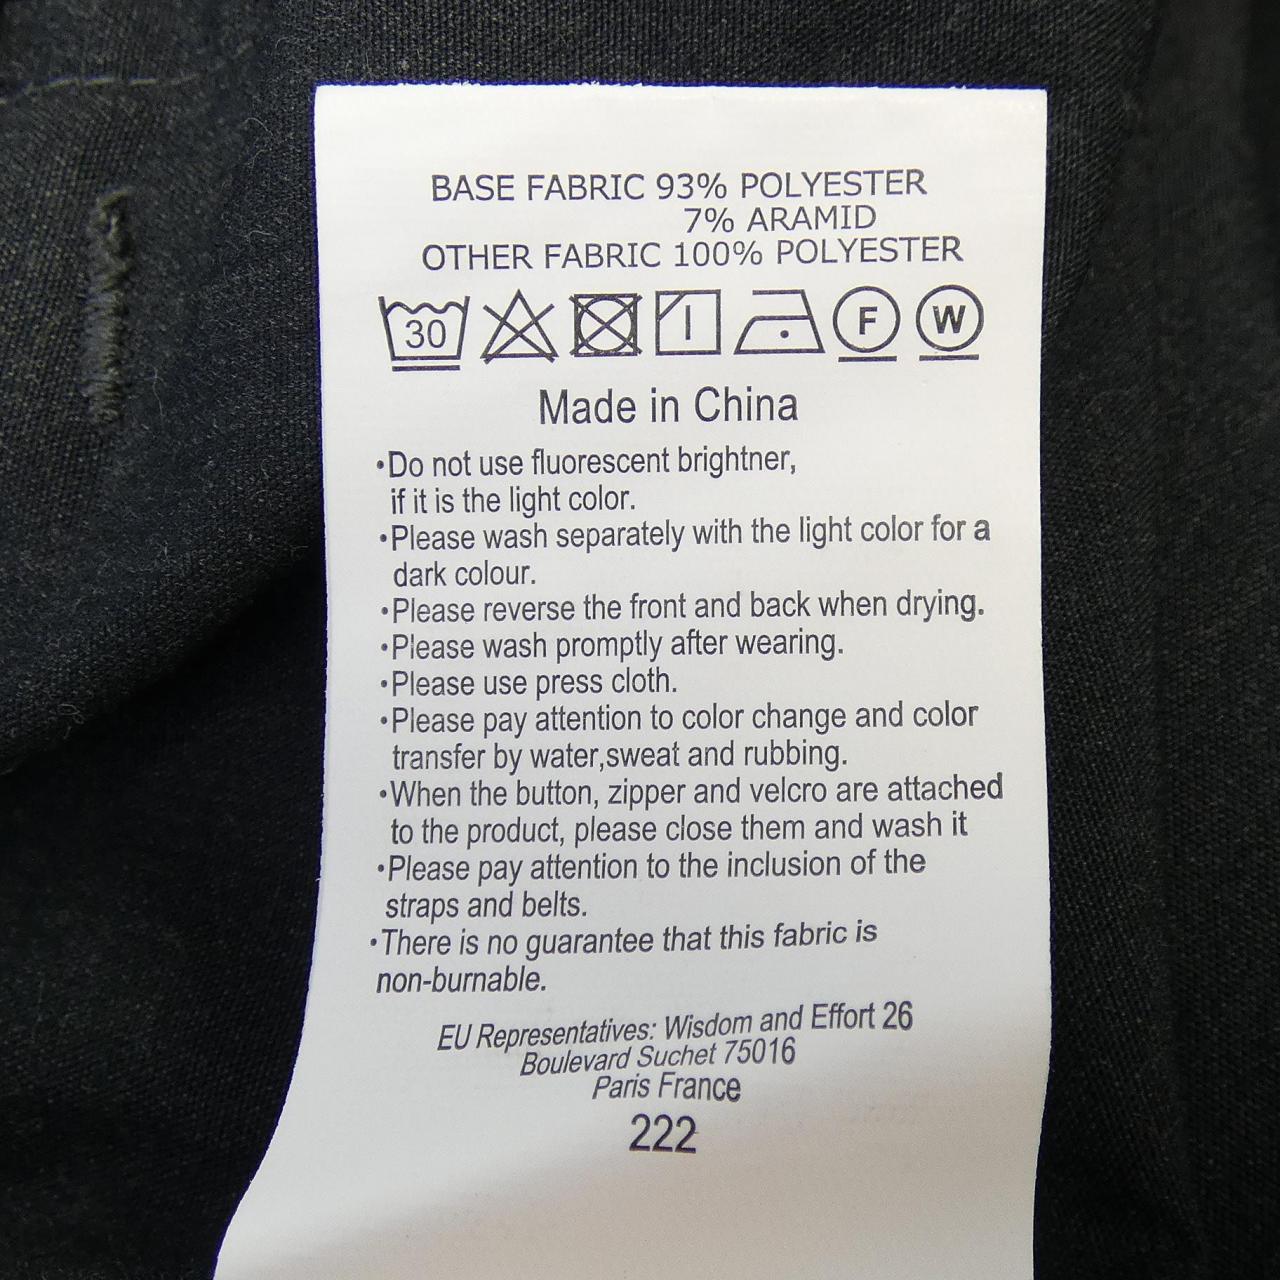 BASE FABRIC 93% POLYESTER
7% ARAMID
OTHER FABRIC 100% POLYESTER
30 F W
Made in China
•Do not use fluorescent brightner,
if it is the light color.
•Please wash separately with the light color for a
dark colour.
•Please reverse the front and back when drying.
•Please wash promptly after wearing.
•Please use press cloth.
•Please pay attention to color change and color
transfer by water,sweat and rubbing.
•When the button, zipper and velcro are attached
to the product, please close them and wash it
•Please pay attention to the inclusion of the
straps and belts.
•There is no guarantee that this fabric is
non-burnable.
EU Representatives: Wisdom and Effort 26
Boulevard Suchet 75016
Paris France
222